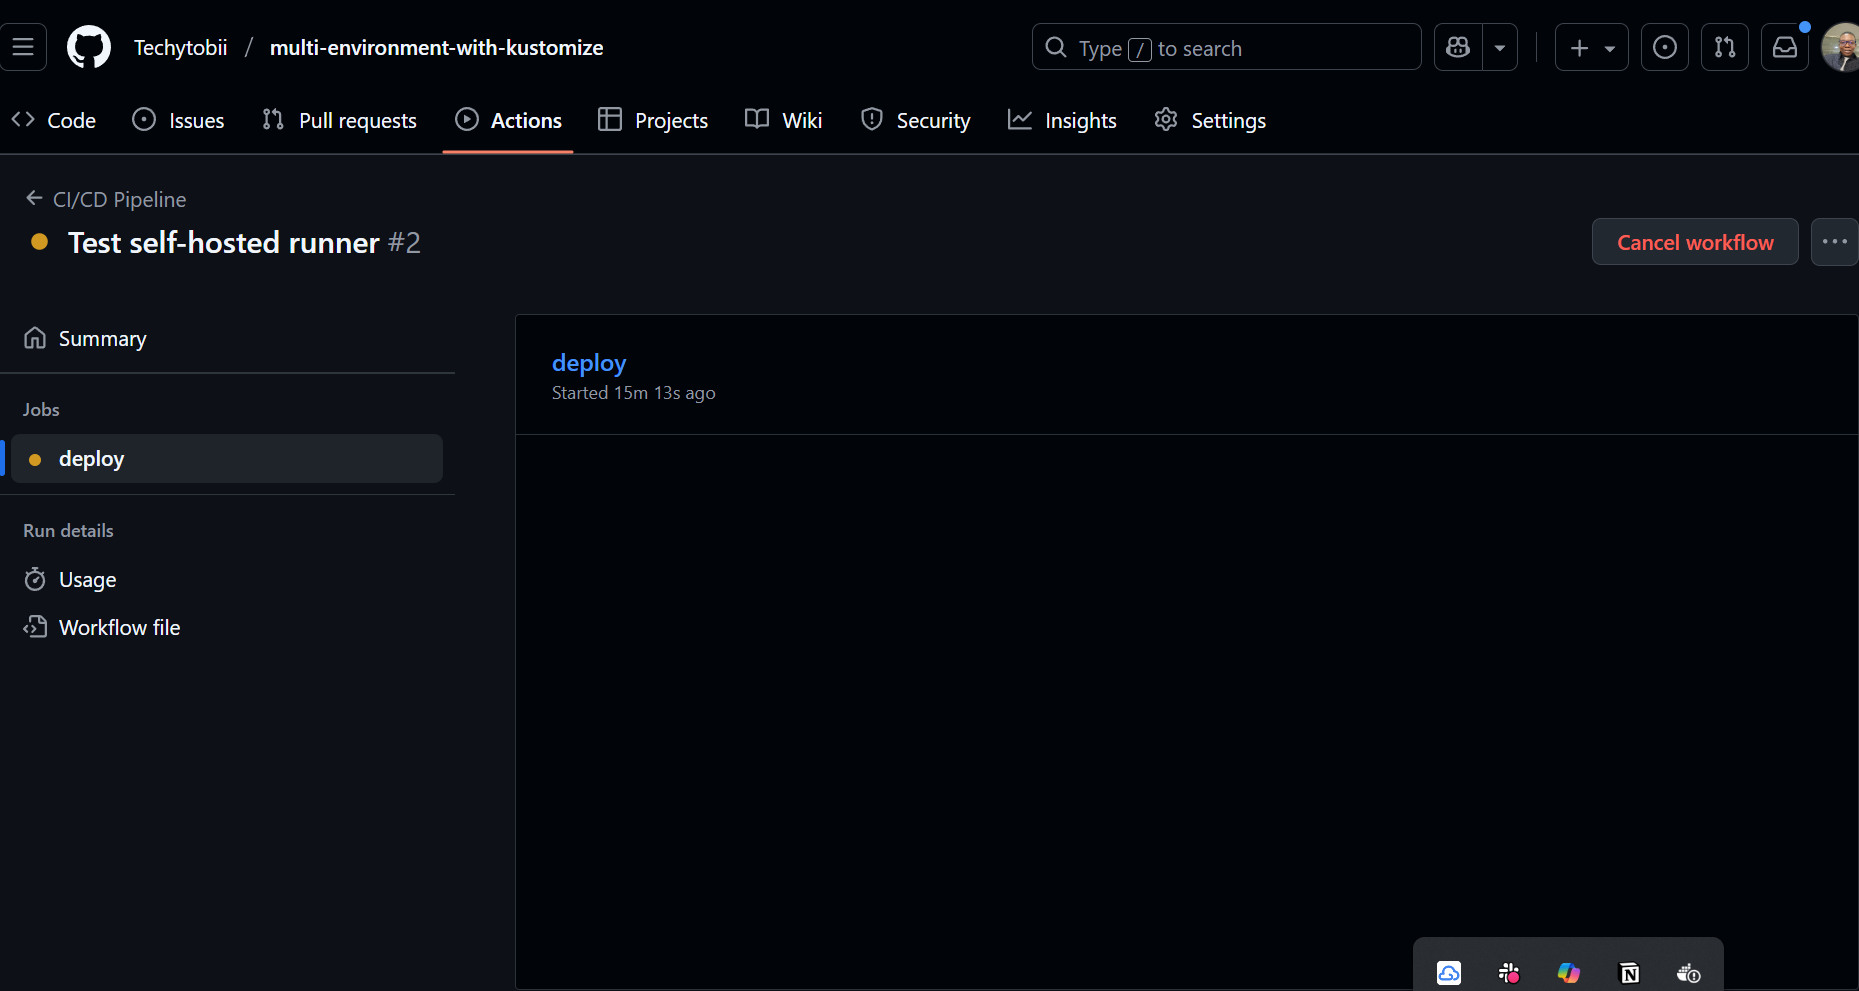 Techytobii / multi-environment-with-kustomize
Type / to search
Code
Issues
Pull requests
Actions
Projects
Wiki
Security
Insights
Settings
CI/CD Pipeline
Test self-hosted runner #2
Cancel workflow
Summary
Jobs
deploy
Run details
Usage
Workflow file
deploy
Started 15m 13s ago